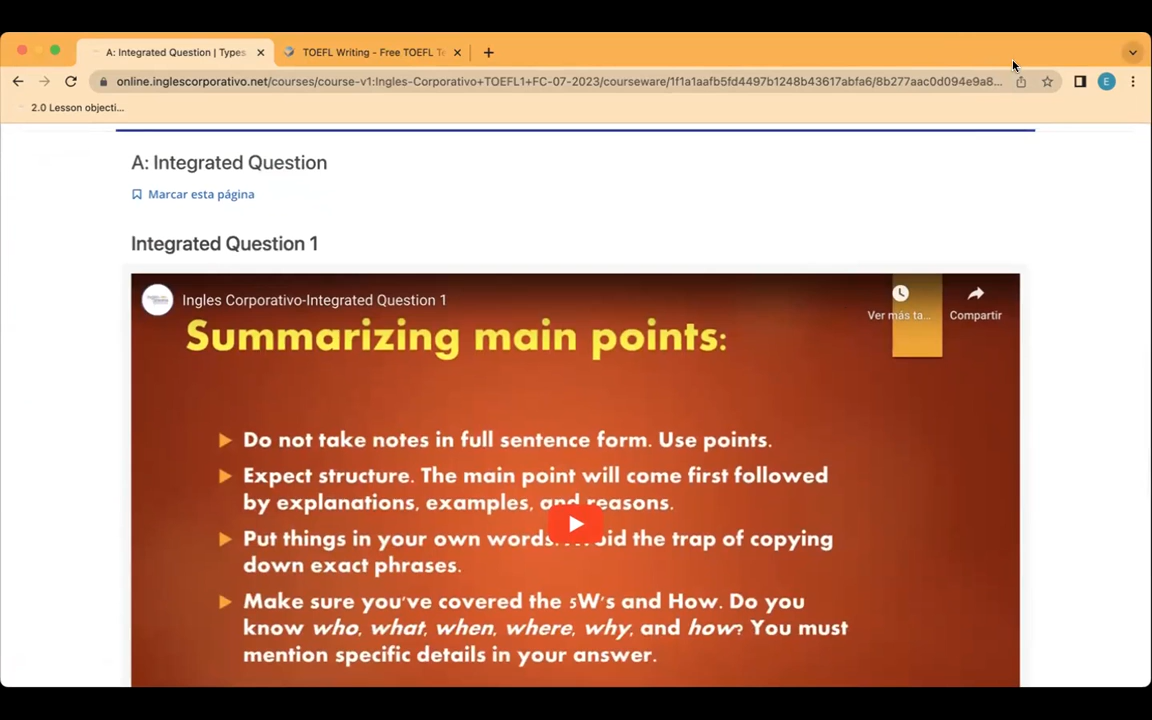 A: Integrated Question | Types
TOEFL Writing - Free TOEFL Te
online.inglescorporativo.net/courses/course-v1:Ingles-Corporativo+TOEFL1+FC-07-2023/courseware/1f1a1aafb5fd4497b1248b43617abfa6/8b277aac0d094e9a8...
E
2.0 Lesson objecti...
A: Integrated Question
Marcar esta página
Integrated Question 1
Ingles Corporativo-Integrated Question 1
Ver más ta...
Compartir
Summarizing main points:
Do not take notes in full sentence form. Use points.
Expect structure. The main point will come first followed
by explanations, examples, and reasons.
Put things in your own words. the trap of copying
down exact phrases.
Make sure you've covered the 5W's and How. Do you
know who, what, when, where, why, and how? You must
mention specific details in your answer.